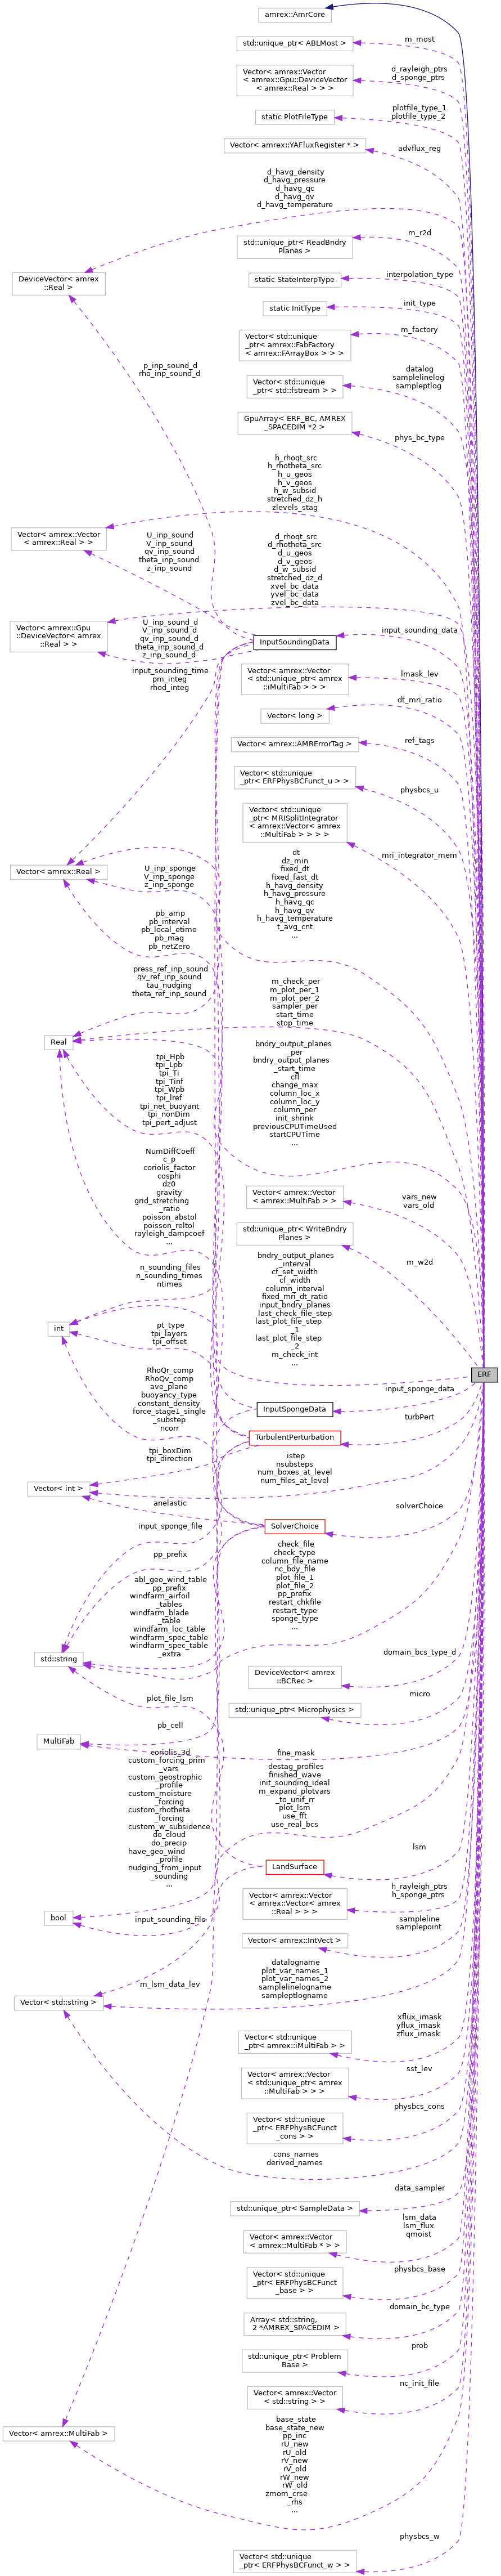 amrex::AmrCore
m_most
std::unique_ptr< ABLMost >
d_rayleigh_ptrs
d_sponge_ptrs
Vector< amrex::Vector
< amrex::Gpu::DeviceVector
< amrex::Real > > >
plotfile_type_1
plotfile_type_2
static PlotFileType
advflux_reg
Vector< amrex::YAFluxRegister * >
d_havg_density
d_havg_pressure
d_havg_qc
d_havg_qv
d_havg_temperature
m_r2d
std::unique_ptr< ReadBndry
Planes >
DeviceVector< amrex
::Real >
interpolation_type
static StateInterpType
init_type
static InitType
m_factory
Vector< std::unique
_ptr< amrex::FabFactory
< amrex::FArrayBox > > >
p_inp_sound_d
rho_inp_sound_d
datalog
samplelinelog
sampleptlog
Vector< std::unique
_ptr< std::fstream > >
GpuArray< ERF_BC, AMREX
_SPACEDIM *2 >
phys_bc_type
h_rhoqt_src
h_rhotheta_src
h_u_geos
h_v_geos
h_w_subsid
stretched_dz_h
zlevels_stag
Vector< amrex::Vector
< amrex::Real > >
U_inp_sound
V_inp_sound
qv_inp_sound
theta_inp_sound
z_inp_sound
d_rhoqt_src
d_rhotheta_src
d_u_geos
d_v_geos
d_w_subsid
stretched_dz_d
xvel_bc_data
yvel_bc_data
zvel_bc_data
Vector< amrex::Gpu
::DeviceVector< amrex
::Real > >
U_inp_sound_d
V_inp_sound_d
qv_inp_sound_d
theta_inp_sound_d
z_inp_sound_d
InputSoundingData
input_sounding_data
input_sounding_time
pm_integ
rhod_integ
Vector< amrex::Vector
< std::unique_ptr< amrex
::iMultiFab > > >
lmask_lev
Vector< long >
dt_mri_ratio
Vector< amrex::AMRErrorTag >
ref_tags
Vector< std::unique
_ptr< ERFPhysBCFunct_u > >
physbcs_u
Vector< std::unique
_ptr< MRISplitIntegrator
< amrex::Vector< amrex
::MultiFab > > > >
mri_integrator_mem
Vector< amrex::Real >
U_inp_sponge
V_inp_sponge
z_inp_sponge
dt
dz_min
fixed_dt
fixed_fast_dt
h_havg_density
h_havg_pressure
h_havg_qc
h_havg_qv
h_havg_temperature
t_avg_cnt
...
pb_amp
pb_interval
pb_local_etime
pb_mag
pb_netZero
press_ref_inp_sound
qv_ref_inp_sound
tau_nudging
theta_ref_inp_sound
m_check_per
m_plot_per_1
m_plot_per_2
sampler_per
start_time
stop_time
Real
tpi_Hpb
tpi_Lpb
tpi_Ti
tpi_Tinf
tpi_Wpb
tpi_lref
tpi_net_buoyant
tpi_nonDim
tpi_pert_adjust
bndry_output_planes
_per
bndry_output_planes
_start_time
cfl
change_max
column_loc_x
column_loc_y
column_per
init_shrink
previousCPUTimeUsed
startCPUTime
...
NumDiffCoeff
c_p
coriolis_factor
cosphi
dz0
gravity
grid_stretching
_ratio
poisson_abstol
poisson_reltol
rayleigh_dampcoef
...
Vector< amrex::Vector
< amrex::MultiFab > >
vars_new
vars_old
std::unique_ptr< WriteBndry
Planes >
m_w2d
n_sounding_files
n_sounding_times
ntimes
bndry_output_planes
_interval
cf_set_width
cf_width
column_interval
fixed_mri_dt_ratio
input_bndry_planes
last_check_file_step
last_plot_file_step
_1
last_plot_file_step
_2
m_check_int
...
int
pt_type
tpi_layers
tpi_offset
ERF
RhoQr_comp
RhoQv_comp
ave_plane
buoyancy_type
constant_density
force_stage1_single
_substep
ncorr
InputSpongeData
input_sponge_data
TurbulentPerturbation
turbPert
tpi_boxDim
tpi_direction
istep
nsubsteps
num_boxes_at_level
num_files_at_level
Vector< int >
anelastic
solverChoice
SolverChoice
input_sponge_file
pp_prefix
check_file
check_type
column_file_name
nc_bdy_file
plot_file_1
plot_file_2
pp_prefix
restart_chkfile
restart_type
sponge_type
...
abl_geo_wind_table
pp_prefix
windfarm_airfoil
_tables
windfarm_blade
_table
windfarm_loc_table
windfarm_spec_table
windfarm_spec_table
_extra
std::string
domain_bcs_type_d
DeviceVector< amrex
::BCRec >
micro
std::unique_ptr< Microphysics >
plot_file_lsm
pb_cell
MultiFab
fine_mask
coriolis_3d
custom_forcing_prim
_vars
custom_geostrophic
_profile
custom_moisture
_forcing
custom_rhotheta
_forcing
custom_w_subsidence
do_cloud
do_precip
have_geo_wind
_profile
nudging_from_input
_sounding
...
destag_profiles
finished_wave
init_sounding_ideal
m_expand_plotvars
_to_unif_rr
plot_lsm
use_fft
use_real_bcs
LandSurface
lsm
Vector< amrex::Vector
< amrex::Vector< amrex
::Real > > >
h_rayleigh_ptrs
h_sponge_ptrs
bool
input_sounding_file
sampleline
samplepoint
Vector< amrex::IntVect >
datalogname
plot_var_names_1
plot_var_names_2
samplelinelogname
sampleptlogname
m_lsm_data_lev
Vector< std::string >
xflux_imask
yflux_imask
zflux_imask
Vector< std::unique
_ptr< amrex::iMultiFab > >
sst_lev
Vector< amrex::Vector
< std::unique_ptr< amrex
::MultiFab > > >
physbcs_cons
Vector< std::unique
_ptr< ERFPhysBCFunct
_cons > >
cons_names
derived_names
data_sampler
std::unique_ptr< SampleData >
lsm_data
lsm_flux
qmoist
Vector< amrex::Vector
< amrex::MultiFab * > >
physbcs_base
Vector< std::unique
_ptr< ERFPhysBCFunct
_base > >
domain_bc_type
Array< std::string,
2 *AMREX_SPACEDIM >
prob
std::unique_ptr< Problem
Base >
nc_init_file
Vector< amrex::Vector
< std::string > >
base_state
base_state_new
pp_inc
rU_new
rU_old
rV_new
rV_old
rW_new
rW_old
zmom_crse
_rhs
...
Vector< amrex::MultiFab >
physbcs_w
Vector< std::unique
_ptr< ERFPhysBCFunct_w > >